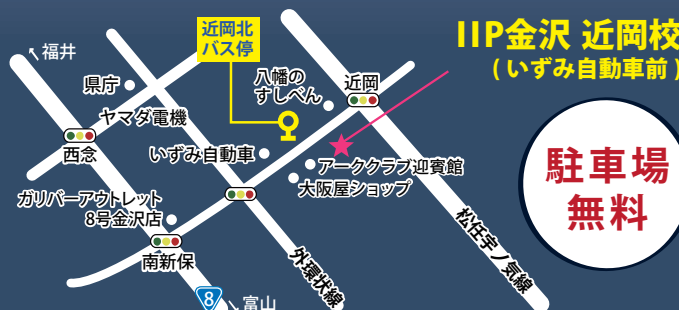 近岡北
バス停
IIP金沢 近岡校
(いずみ自動車前)
福井
県庁
八幡の
すしべん
近岡
ヤマダ電機
西念
いずみ自動車
アーククラブ迎賓館
大阪屋ショップ
駐車場
無料
ガリバーアウトレット
8号金沢店
南新保
外環状線
松任宇ノ気線
8
富山